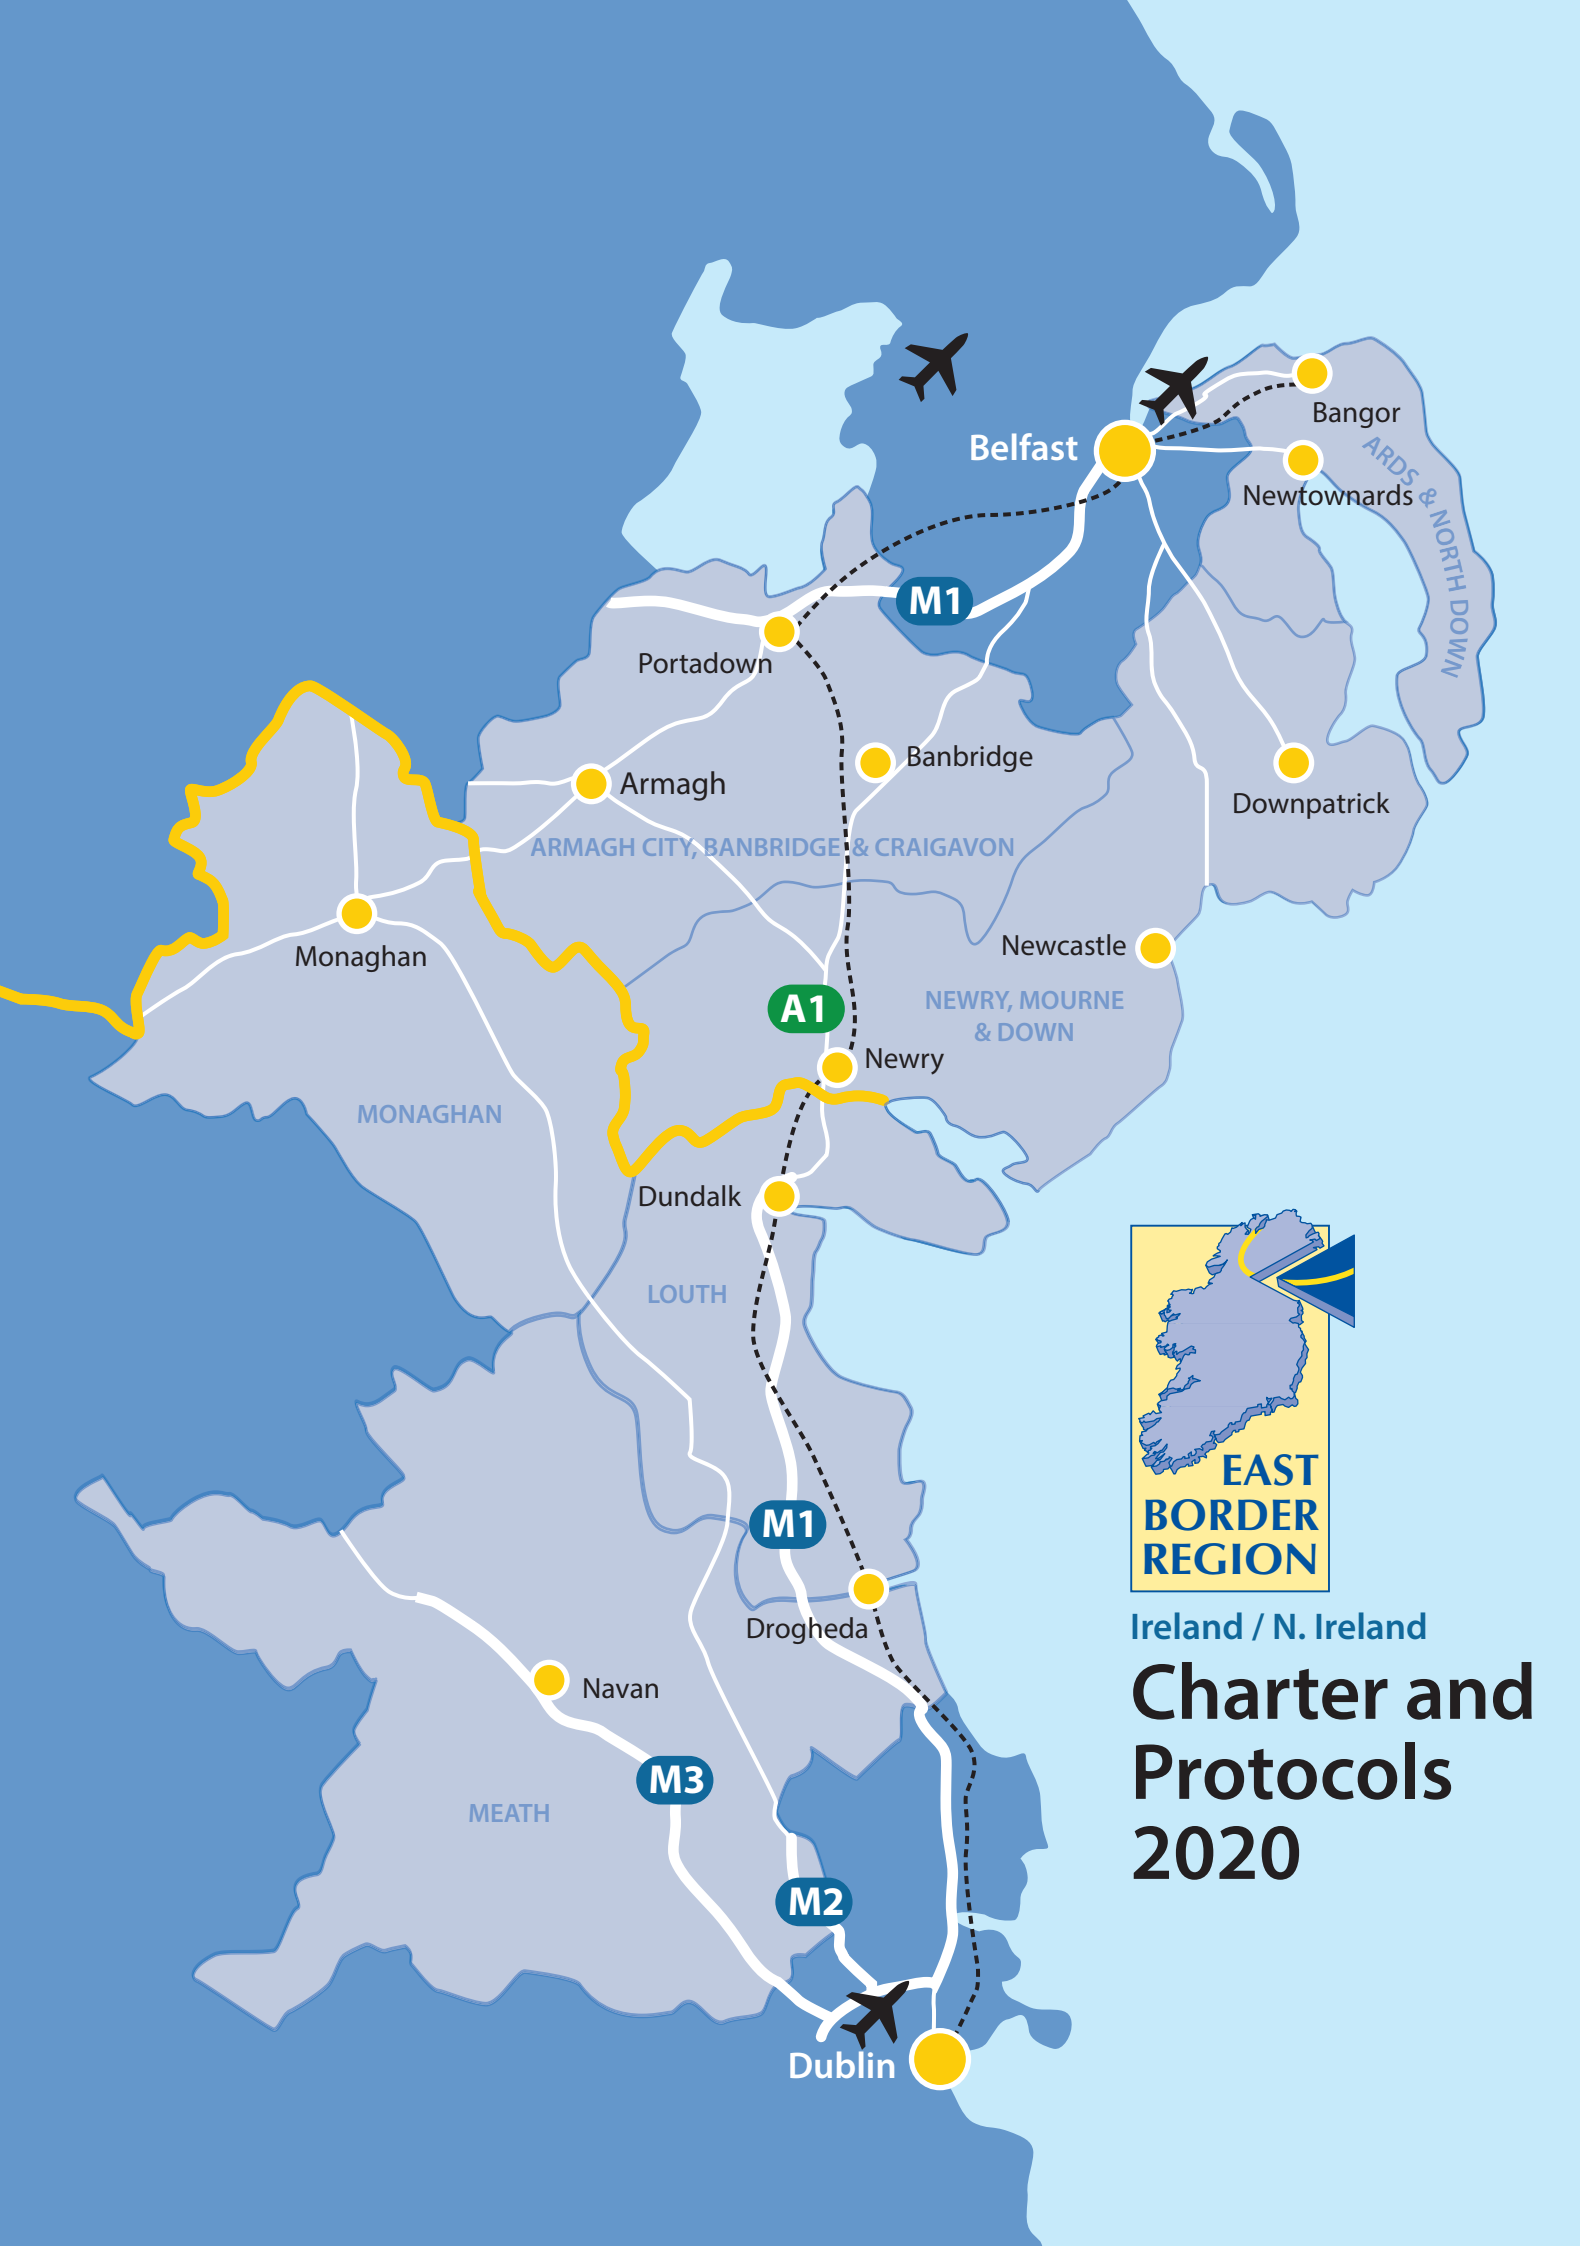 Bangor
Belfast
ARDS & NORTH DOWN
Newtownards
M1
Portadown
Banbridge
Armagh
Downpatrick
ARMAGH CITY, BANBRIDGE & CRAIGAVON
Newcastle
Monaghan
NEWRY, MOURNE
& DOWN
A1
Newry
MONAGHAN
Dundalk
LOUTH
EAST
BORDER
REGION
M1
Drogheda
Ireland / N. Ireland
Charter and
Protocols
2020
Navan
M3
MEATH
M2
Dublin